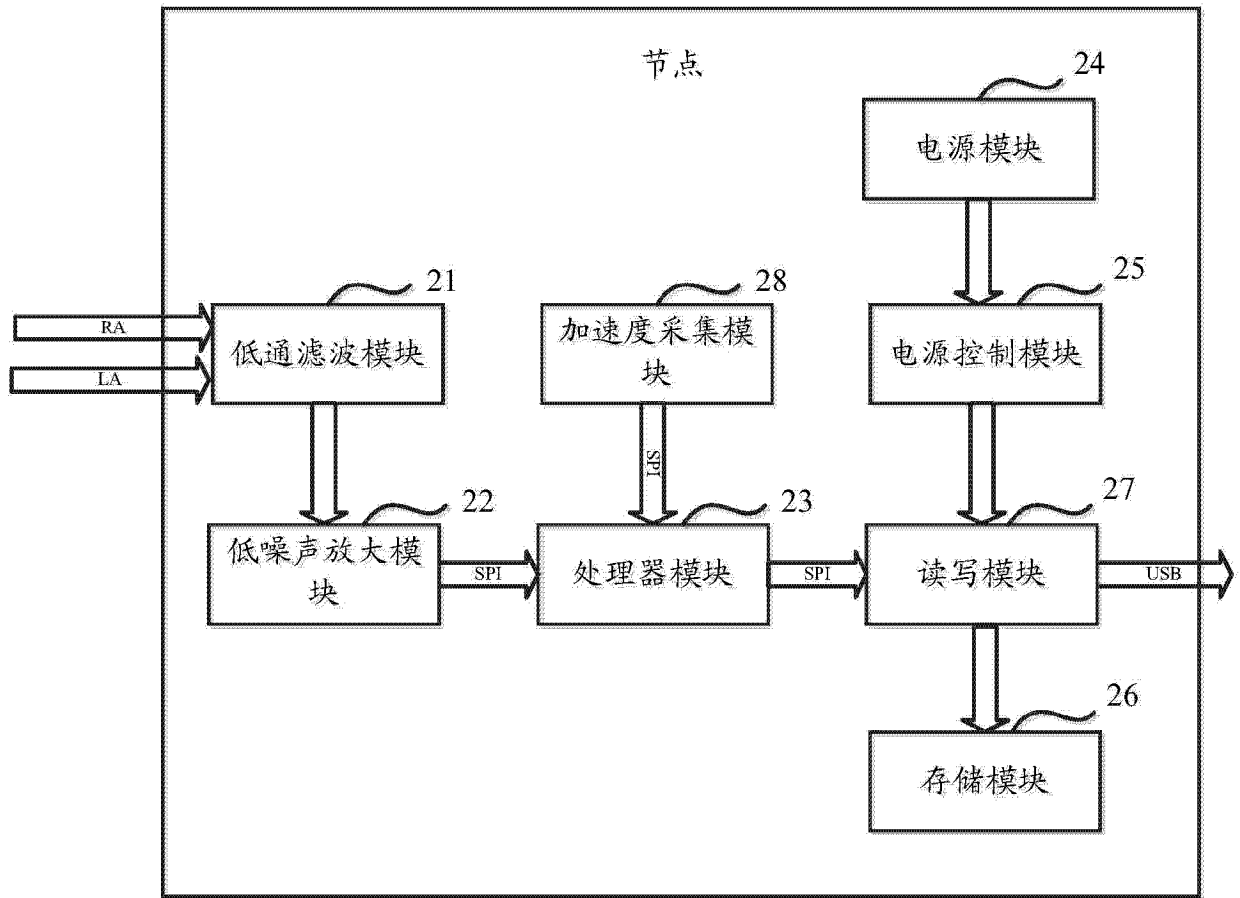 节点
24
电源模块
21
28
25
RA
LA
低通滤波模块
加速度采集模
块
电源控制模块
SPI
22
23
27
低噪声放大模
块
SPI
处理器模块
SPI
读写模块
USB
26
存储模块